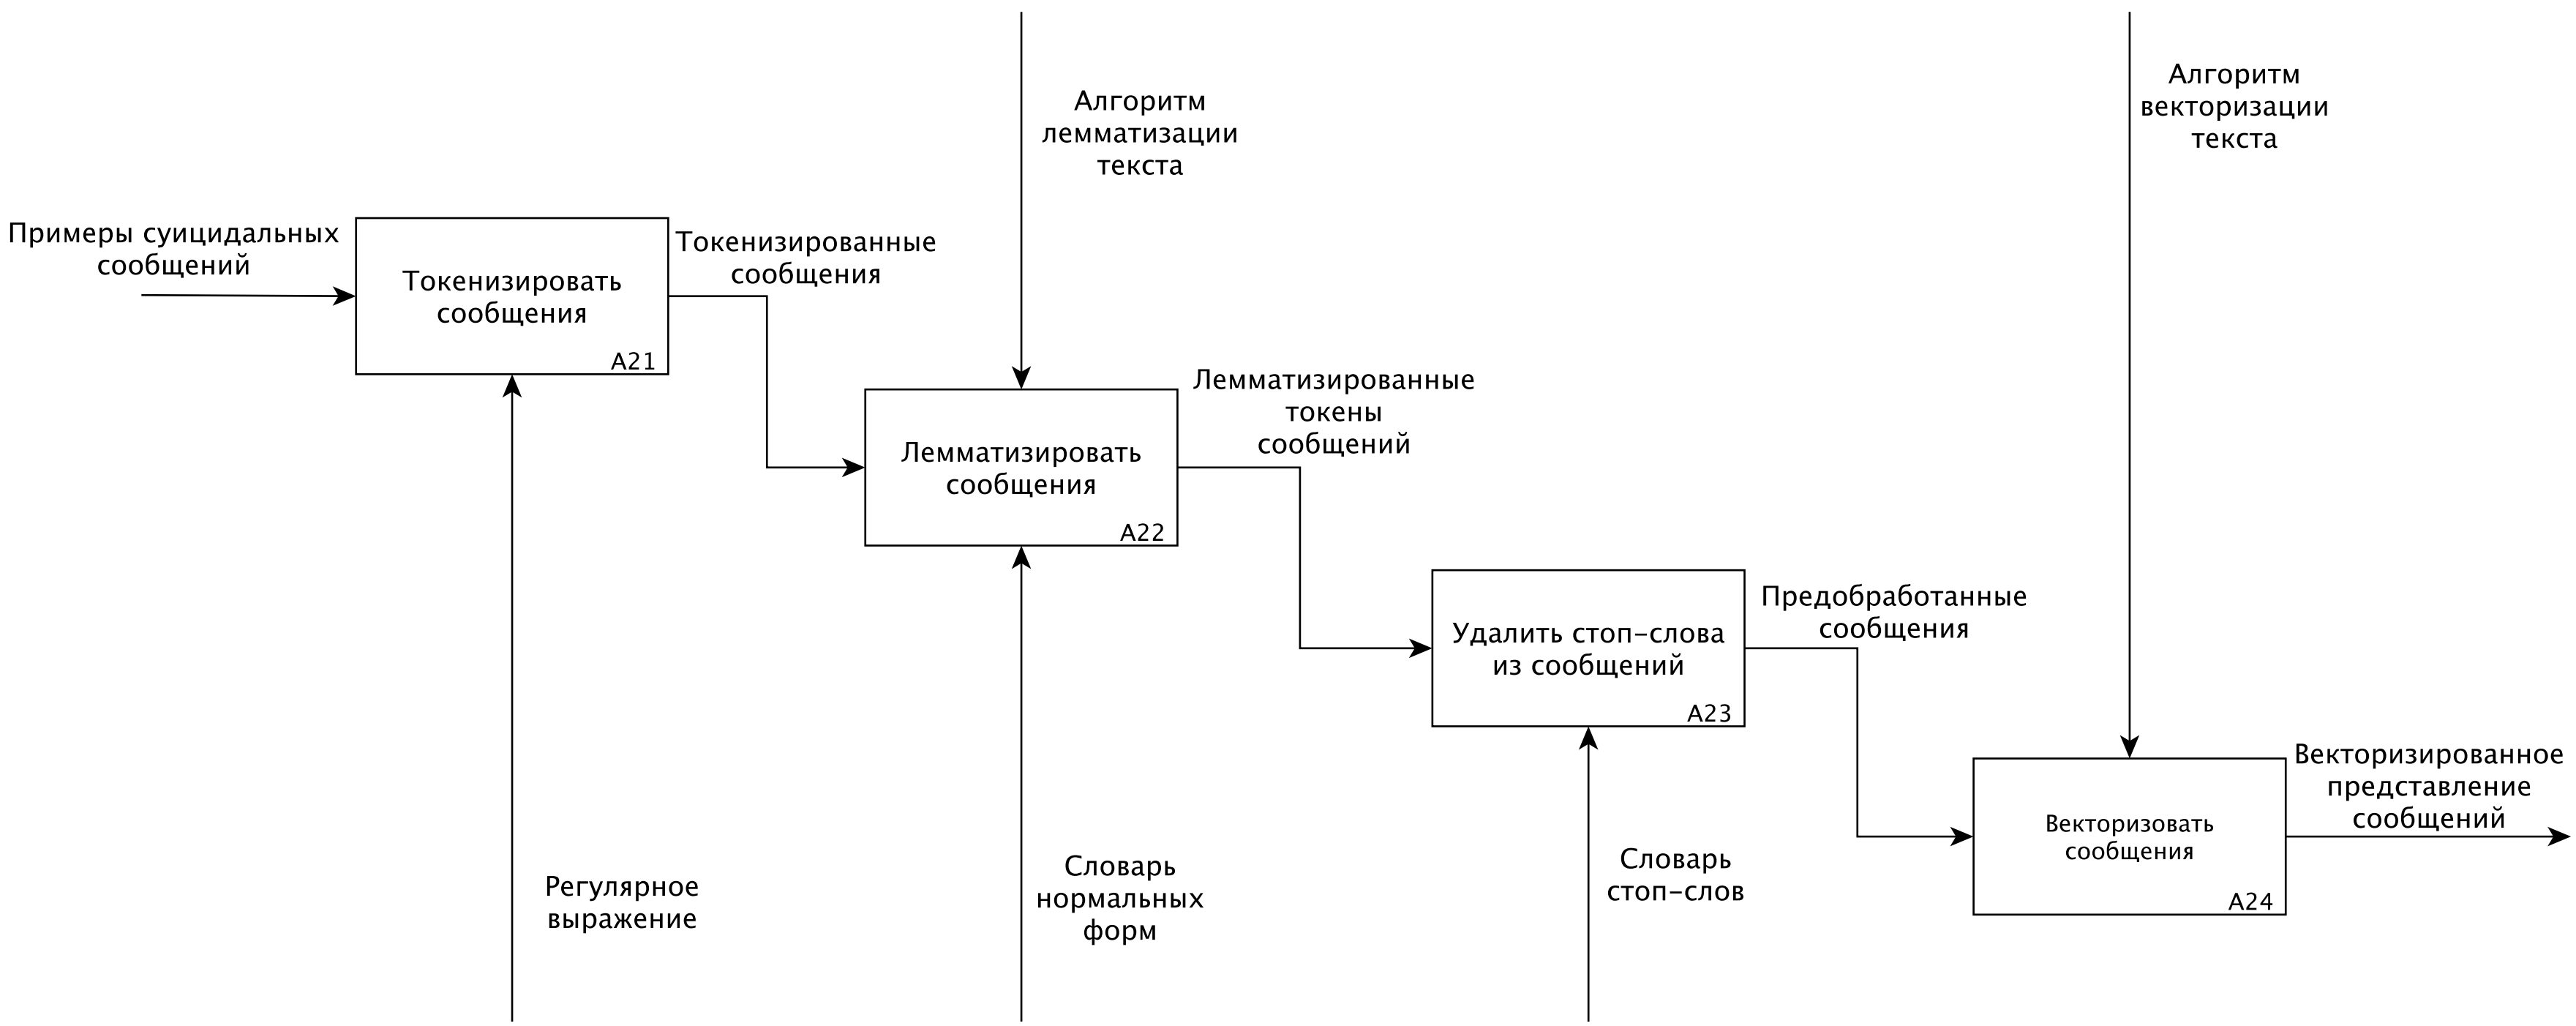 Алгоритм
лемматизации
текста
Алгоритм
векторизации
текста
Примеры суицидальных
сообщений
Токенизировать
сообщения
A21
Токенизированные
сообщения
Лемматизировать
сообщения
A22
Лемматизированные
токены
сообщений
Удалить стоп-слова
из сообщений
A23
Предобработанные
сообщения
Векторизовать
сообщения
A24
Векторизированное
представление
сообщений
Регулярное
выражение
Словарь
нормальных
форм
Словарь
стоп-слов